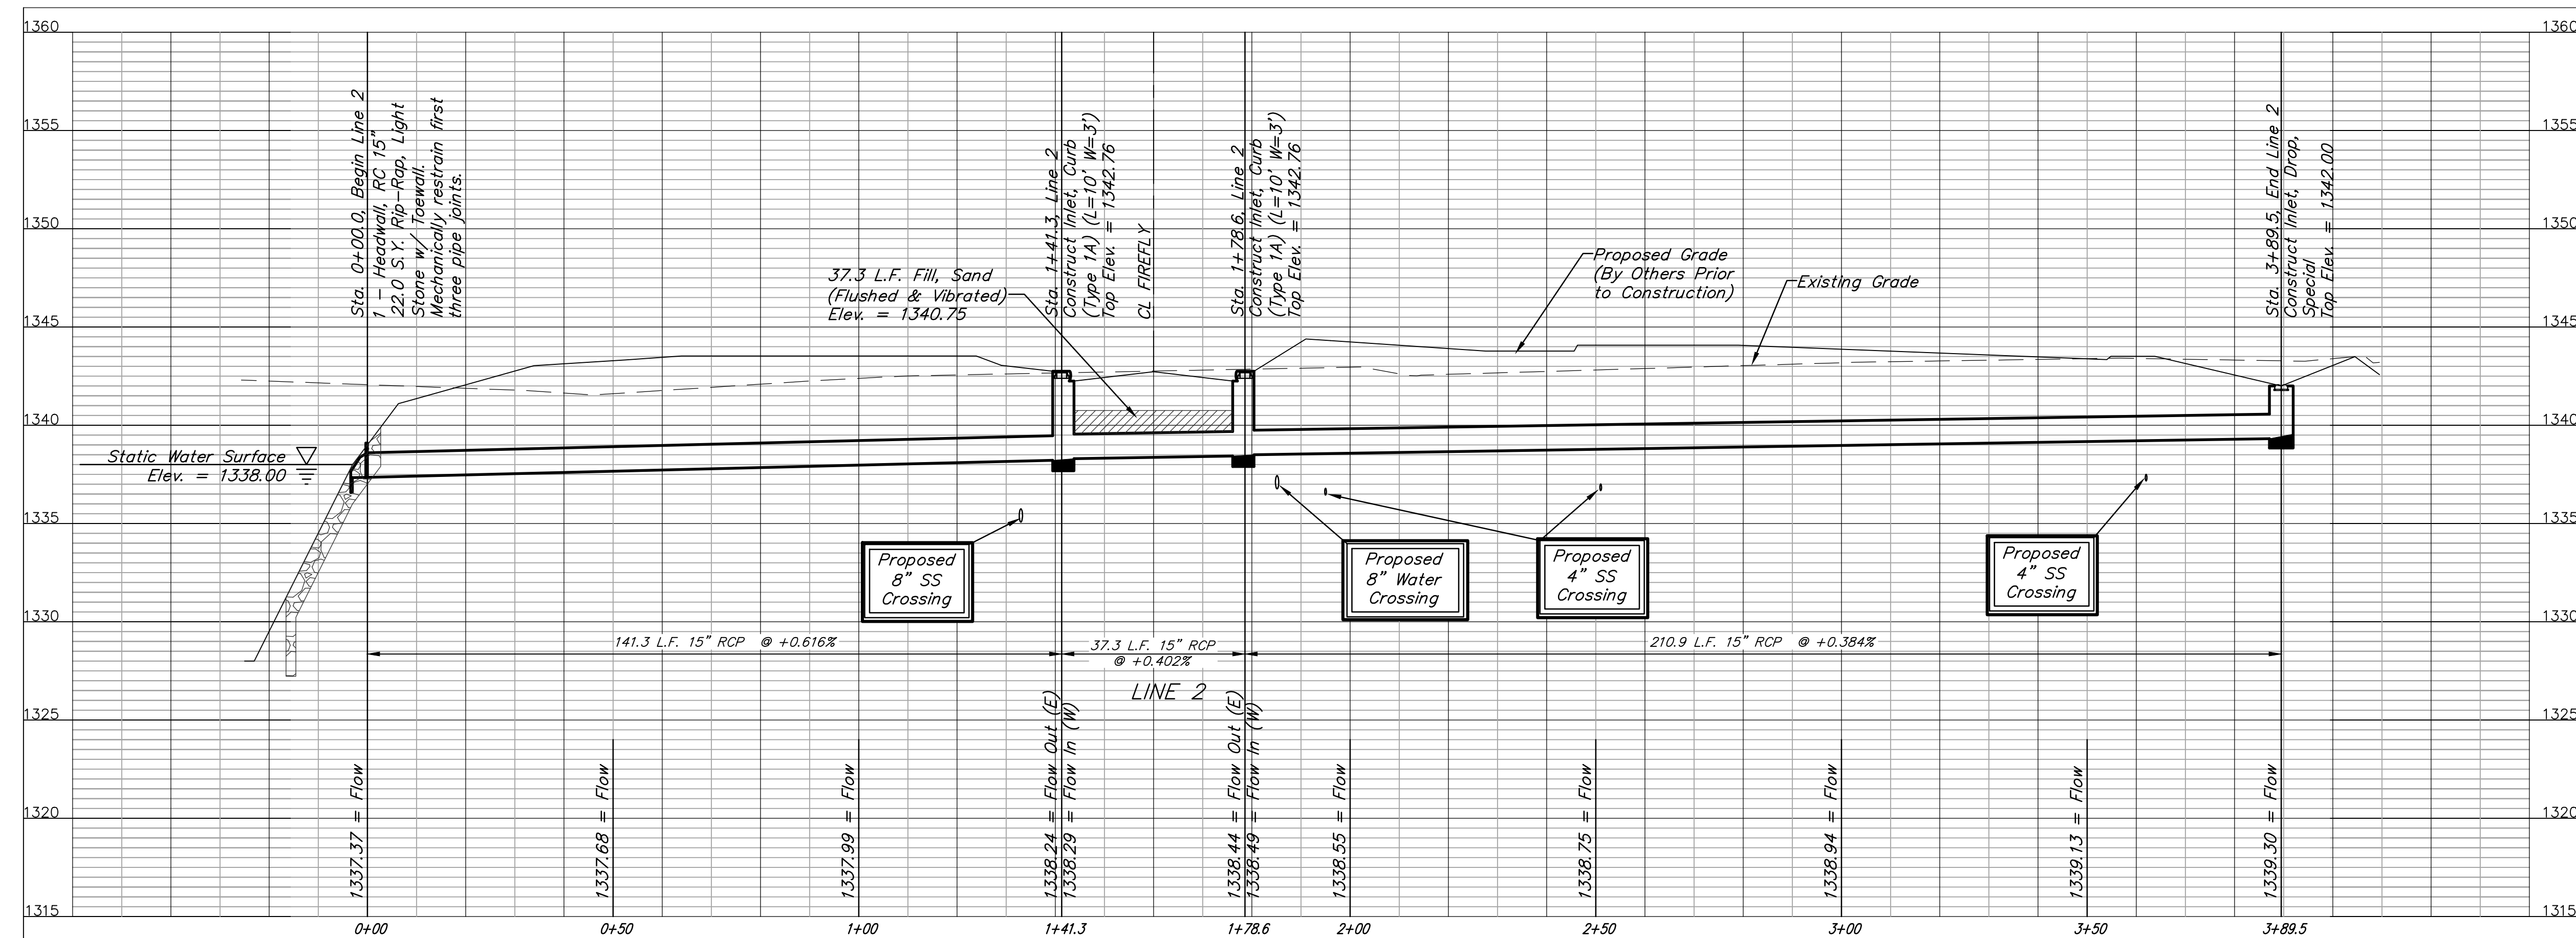 1360
1355
1350
1345
1340
1335
1330
1325
1320
1315
1360
1355
1350
1345
1340
1335
1330
1325
1320
1315
Sta. 0+00.0, Begin Line 2
1 - Headwall, RC 15"
22.0 S.Y. Rip-Rap, Light
Stone w/ Toewall.
Mechanically restrain first
three pipe joints.
37.3 L.F. Fill, Sand
(Flushed & Vibrated)
Elev. = 1340.75
Sta. 1+41.3, Line 2
Construct Inlet, Curb
(Type 1A) (L=10' W=3')
Top Elev. = 1342.76
CL FIREFLY
Sta. 1+78.6, Line 2
Construct Inlet, Curb
(Type 1A) (L=10' W=3')
Top Elev. = 1342.76
Proposed Grade
(By Others Prior
to Construction)
Existing Grade
Sta. 3+89.5, End Line 2
Construct Inlet, Drop,
Special
Top Elev. = 1342.00
Static Water Surface
Elev. = 1338.00
Proposed
8" SS
Crossing
Proposed
8" Water
Crossing
Proposed
4" SS
Crossing
Proposed
4" SS
Crossing
141.3 L.F. 15" RCP @ +0.616%
37.3 L.F. 15" RCP
@ +0.402%
210.9 L.F. 15" RCP @ +0.384%
LINE 2
1337.37 = Flow
1337.68 = Flow
1337.99 = Flow
1338.24 = Flow Out (E)
1338.29 = Flow In (W)
1338.44 = Flow Out (E)
1338.49 = Flow In (W)
1338.55 = Flow
1338.75 = Flow
1338.94 = Flow
1339.13 = Flow
1339.30 = Flow
0+00
0+50
1+00
1+41.3
1+78.6
2+00
2+50
3+00
3+50
3+89.5